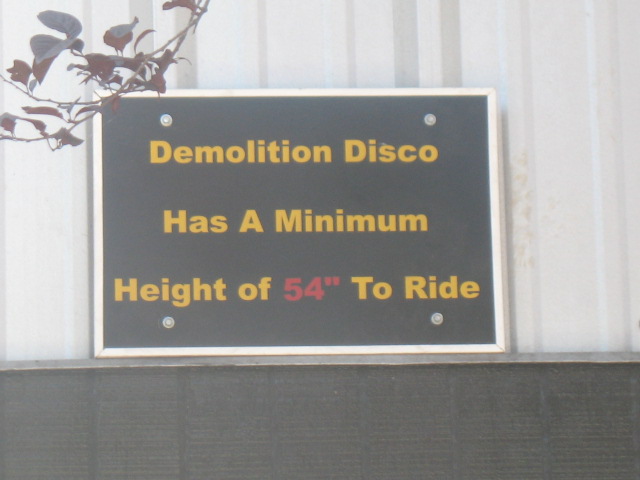 Demolition Disco
Has A Minimum
Height of 54" To Ride